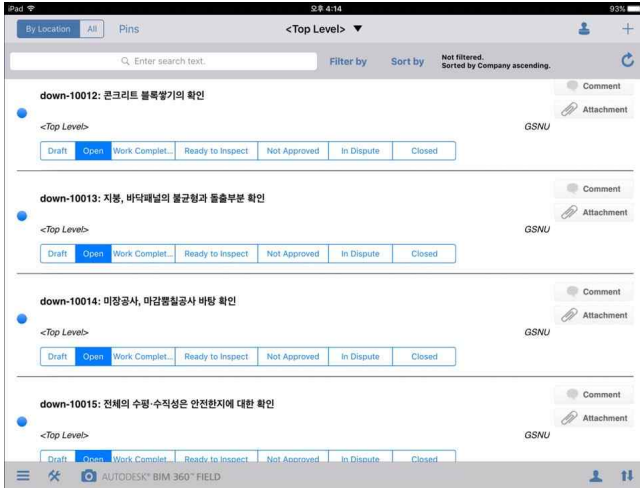 iPad 오후 4:14 93%
By Location All Pins <Top Level> ▼
Enter search text. Filter by Sort by Not filtered.
Sorted by Company ascending.
Comment
down-10012: 콘크리트 블록쌓기의 확인
Attachment
<Top Level> GSNU
Draft Open Work Complet... Ready to Inspect Not Approved In Dispute Closed
Comment
down-10013: 지붕, 바닥패널의 불균형과 돌출부분 확인
Attachment
<Top Level> GSNU
Draft Open Work Complet... Ready to Inspect Not Approved In Dispute Closed
Comment
down-10014: 미장공사, 마감뿜칠공사 바탕 확인
Attachment
<Top Level> GSNU
Draft Open Work Complet... Ready to Inspect Not Approved In Dispute Closed
Comment
down-10015: 전체의 수평·수직성은 안전한지에 대한 확인
Attachment
<Top Level> GSNU
Draft Open Work Complet... Ready to Inspect Not Approved In Dispute Closed
AUTODESK® BIM 360™ FIELD